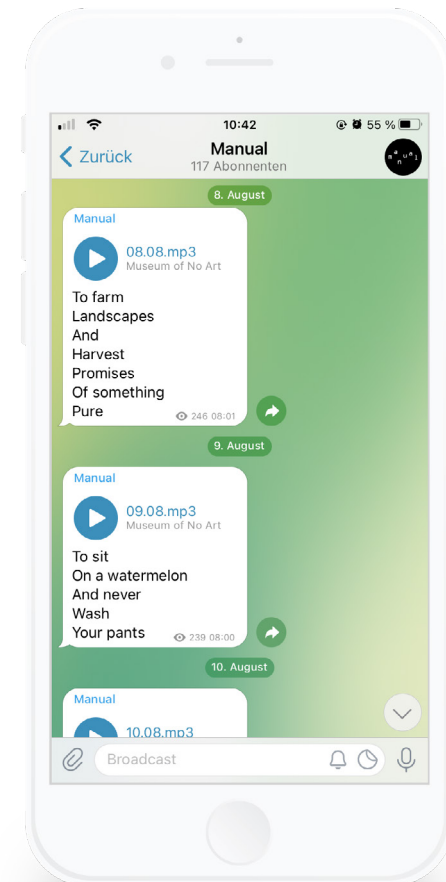 10:42
55 %
Zurück
Manual
117 Abonnenten
manual
8. August
Manual
08.08.mp3
Museum of No Art
To farm
Landscapes
And
Harvest
Promises
Of something
Pure
246 08:01
9. August
Manual
09.08.mp3
Museum of No Art
To sit
On a watermelon
And never
Wash
Your pants
239 08:00
10. August
Manual
10.08.mp3
Broadcast